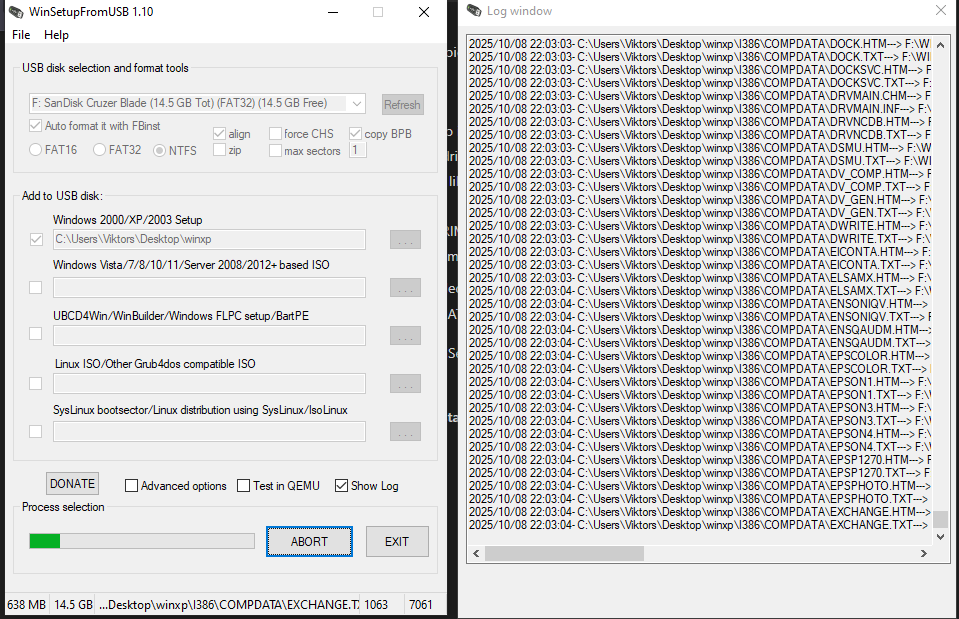 WinSetupFromUSB 1.10
File Help
USB disk selection and format tools
F: SanDisk Cruzer Blade (14.5 GB Tot) (FAT32) (14.5 GB Free)
Refresh
Auto format it with FBinst
align
force CHS
copy BPB
FAT16
FAT32
NTFS
zip
max sectors
1
Add to USB disk:
Windows 2000/XP/2003 Setup
C:\Users\Viktors\Desktop\winxp
...
Windows Vista/7/8/10/11/Server 2008/2012+ based ISO
...
UBCD4Win/WinBuilder/Windows FLPC setup/BartPE
...
Linux ISO/Other Grub4dos compatible ISO
...
SysLinux bootsector/Linux distribution using SysLinux/IsoLinux
...
DONATE
Advanced options
Test in QEMU
Show Log
Process selection
ABORT
EXIT
638 MB
14.5 GB
...Desktop\winxp\I386\COMPDATA\EXCHANGE.T
1063
7061
Log window
2025/10/08 22:03:03- C:\Users\Viktors\Desktop\winxp\I386\COMPDATA\DOCK.HTM---> F:\WI
2025/10/08 22:03:03- C:\Users\Viktors\Desktop\winxp\I386\COMPDATA\DOCK.TXT---> F:\WI
2025/10/08 22:03:03- C:\Users\Viktors\Desktop\winxp\I386\COMPDATA\DOCKSVC.HTM---> F
2025/10/08 22:03:03- C:\Users\Viktors\Desktop\winxp\I386\COMPDATA\DOCKSVC.TXT---> F:
2025/10/08 22:03:03- C:\Users\Viktors\Desktop\winxp\I386\COMPDATA\DRVMAIN.CHM---> F
2025/10/08 22:03:03- C:\Users\Viktors\Desktop\winxp\I386\COMPDATA\DRVMAIN.INF---> F:\
2025/10/08 22:03:03- C:\Users\Viktors\Desktop\winxp\I386\COMPDATA\DRVNCDB.HTM---> F
2025/10/08 22:03:03- C:\Users\Viktors\Desktop\winxp\I386\COMPDATA\DRVNCDB.TXT---> F
2025/10/08 22:03:03- C:\Users\Viktors\Desktop\winxp\I386\COMPDATA\DSMU.HTM---> F:\WI
2025/10/08 22:03:03- C:\Users\Viktors\Desktop\winxp\I386\COMPDATA\DSMU.TXT---> F:\WI
2025/10/08 22:03:03- C:\Users\Viktors\Desktop\winxp\I386\COMPDATA\DV_COMP.HTM---> F
2025/10/08 22:03:03- C:\Users\Viktors\Desktop\winxp\I386\COMPDATA\DV_COMP.TXT---> F:
2025/10/08 22:03:03- C:\Users\Viktors\Desktop\winxp\I386\COMPDATA\DV_GEN.HTM---> F:\
2025/10/08 22:03:03- C:\Users\Viktors\Desktop\winxp\I386\COMPDATA\DV_GEN.TXT---> F:\
2025/10/08 22:03:03- C:\Users\Viktors\Desktop\winxp\I386\COMPDATA\DWRITE.HTM---> F:\
2025/10/08 22:03:03- C:\Users\Viktors\Desktop\winxp\I386\COMPDATA\DWRITE.TXT---> F:\
2025/10/08 22:03:03- C:\Users\Viktors\Desktop\winxp\I386\COMPDATA\EICONTA.HTM---> F
2025/10/08 22:03:03- C:\Users\Viktors\Desktop\winxp\I386\COMPDATA\EICONTA.TXT---> F:
2025/10/08 22:03:03- C:\Users\Viktors\Desktop\winxp\I386\COMPDATA\ELSAMX.HTM---> F:\
2025/10/08 22:03:03- C:\Users\Viktors\Desktop\winxp\I386\COMPDATA\ELSAMX.TXT---> F:\
2025/10/08 22:03:03- C:\Users\Viktors\Desktop\winxp\I386\COMPDATA\ENSONIQV.HTM--->
2025/10/08 22:03:03- C:\Users\Viktors\Desktop\winxp\I386\COMPDATA\ENSONIQV.TXT---> F
2025/10/08 22:03:03- C:\Users\Viktors\Desktop\winxp\I386\COMPDATA\ENSQAUDM.HTM--->
2025/10/08 22:03:03- C:\Users\Viktors\Desktop\winxp\I386\COMPDATA\ENSQAUDM.TXT--->
2025/10/08 22:03:04- C:\Users\Viktors\Desktop\winxp\I386\COMPDATA\EPSCOLOR.HTM--->
2025/10/08 22:03:04- C:\Users\Viktors\Desktop\winxp\I386\COMPDATA\EPSCOLOR.TXT---> F
2025/10/08 22:03:04- C:\Users\Viktors\Desktop\winxp\I386\COMPDATA\EPSON1.HTM---> F:\
2025/10/08 22:03:04- C:\Users\Viktors\Desktop\winxp\I386\COMPDATA\EPSON1.TXT---> F:\
2025/10/08 22:03:04- C:\Users\Viktors\Desktop\winxp\I386\COMPDATA\EPSON3.HTM---> F:\
2025/10/08 22:03:04- C:\Users\Viktors\Desktop\winxp\I386\COMPDATA\EPSON3.TXT---> F:\
2025/10/08 22:03:04- C:\Users\Viktors\Desktop\winxp\I386\COMPDATA\EPSON4.HTM---> F:\
2025/10/08 22:03:04- C:\Users\Viktors\Desktop\winxp\I386\COMPDATA\EPSON4.TXT---> F:\
2025/10/08 22:03:04- C:\Users\Viktors\Desktop\winxp\I386\COMPDATA\EPSP1270.HTM---> F
2025/10/08 22:03:04- C:\Users\Viktors\Desktop\winxp\I386\COMPDATA\EPSP1270.TXT---> F
2025/10/08 22:03:04- C:\Users\Viktors\Desktop\winxp\I386\COMPDATA\EPSPHOTO.HTM--->
2025/10/08 22:03:04- C:\Users\Viktors\Desktop\winxp\I386\COMPDATA\EPSPHOTO.TXT--->
2025/10/08 22:03:04- C:\Users\Viktors\Desktop\winxp\I386\COMPDATA\EXCHANGE.HTM--->
2025/10/08 22:03:04- C:\Users\Viktors\Desktop\winxp\I386\COMPDATA\EXCHANGE.TXT--->